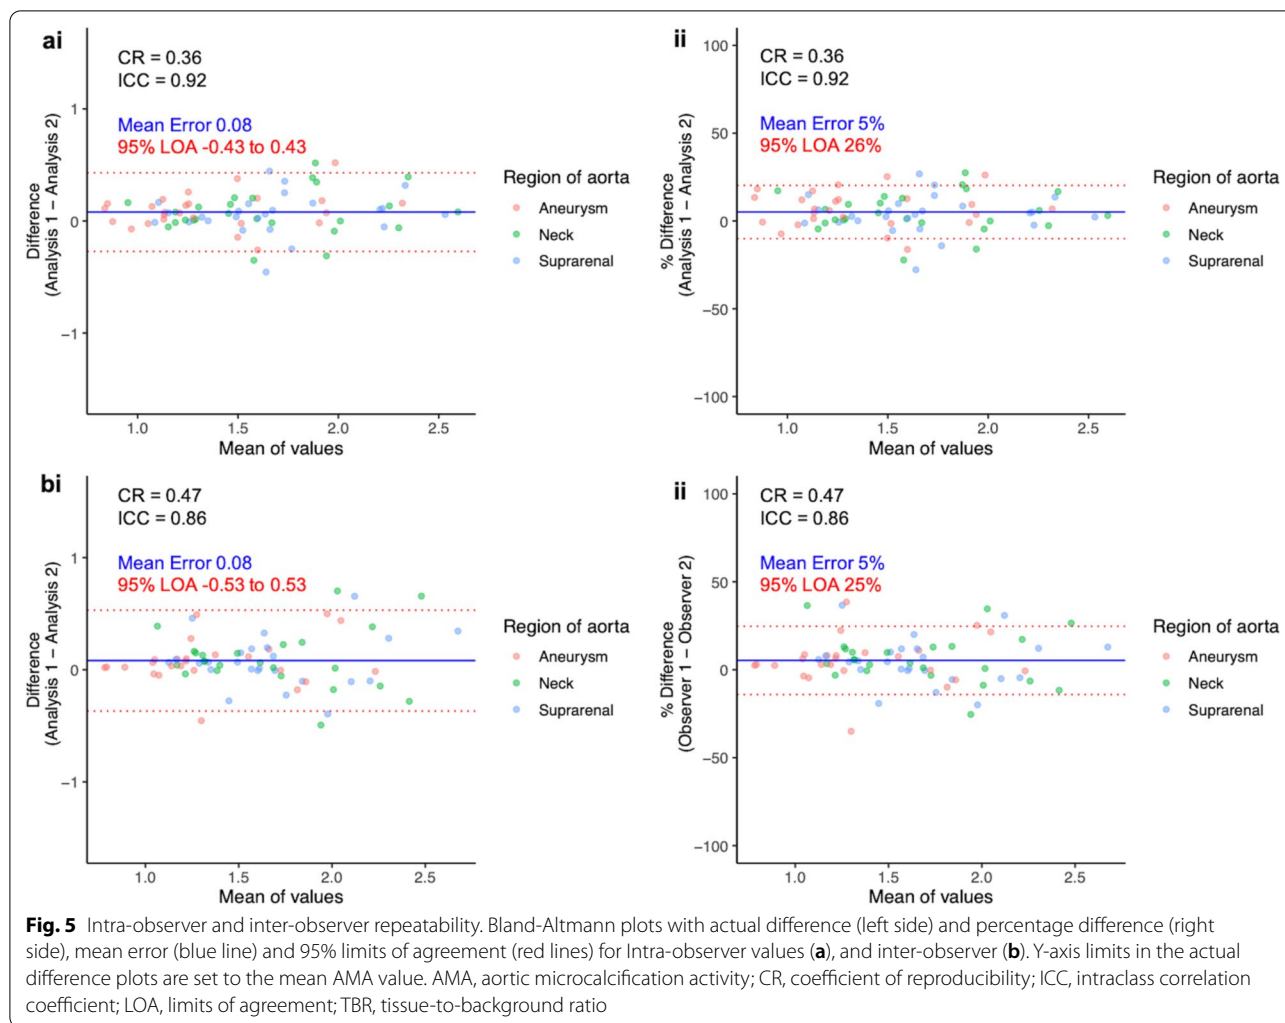 ai
CR = 0.36
ICC = 0.92
Mean Error 0.08
95% LOA -0.43 to 0.43
1
0
−1
Difference
(Analysis 1 − Analysis 2)
1.0 1.5 2.0 2.5
Mean of values
Region of aorta
Aneurysm
Neck
Suprarenal
ii
CR = 0.36
ICC = 0.92
Mean Error 5%
95% LOA 26%
100
50
0
−50
−100
% Difference
(Analysis 1 − Analysis 2)
1.0 1.5 2.0 2.5
Mean of values
Region of aorta
Aneurysm
Neck
Suprarenal
bi
CR = 0.47
ICC = 0.86
Mean Error 0.08
95% LOA -0.53 to 0.53
1
0
−1
Difference
(Analysis 1 − Analysis 2)
1.0 1.5 2.0 2.5
Mean of values
Region of aorta
Aneurysm
Neck
Suprarenal
ii
CR = 0.47
ICC = 0.86
Mean Error 5%
95% LOA 25%
100
50
0
−50
−100
% Difference
(Observer 1 − Observer 2)
1.0 1.5 2.0 2.5
Mean of values
Region of aorta
Aneurysm
Neck
Suprarenal
Fig. 5 Intra-observer and inter-observer repeatability. Bland-Altmann plots with actual difference (left side) and percentage difference (right
side), mean error (blue line) and 95% limits of agreement (red lines) for Intra-observer values (a), and inter-observer (b). Y-axis limits in the actual
difference plots are set to the mean AMA value. AMA, aortic microcalcification activity; CR, coefficient of reproducibility; ICC, intraclass correlation
coefficient; LOA, limits of agreement; TBR, tissue-to-background ratio